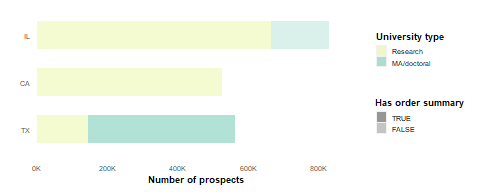 IL
CA
TX
0K 200K 400K 600K 800K
Number of prospects
University type
Research
MA/doctoral
Has order summary
TRUE
FALSE